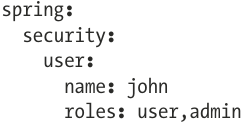 spring:
  security:
    user:
      name: john
      roles: user,admin